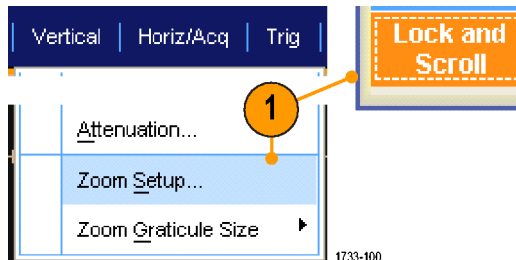 Vertical Horiz/Acq Trig
Lock and
Scroll
1
Attenuation...
Zoom Setup...
Zoom Graticule Size
1733-100